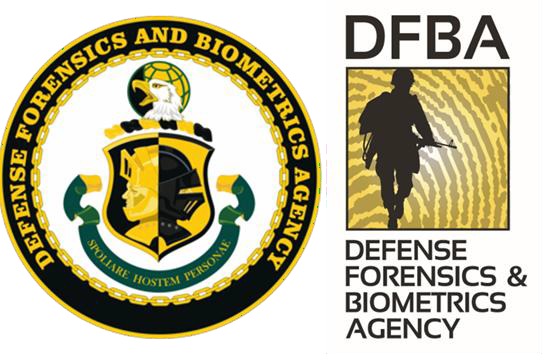 DEFENSE FORENSICS AND BIOMETRICS AGENCY
SPOLIARE HOSTEM PERSONAE
DFBA
DEFENSE
FORENSICS &
BIOMETRICS
AGENCY